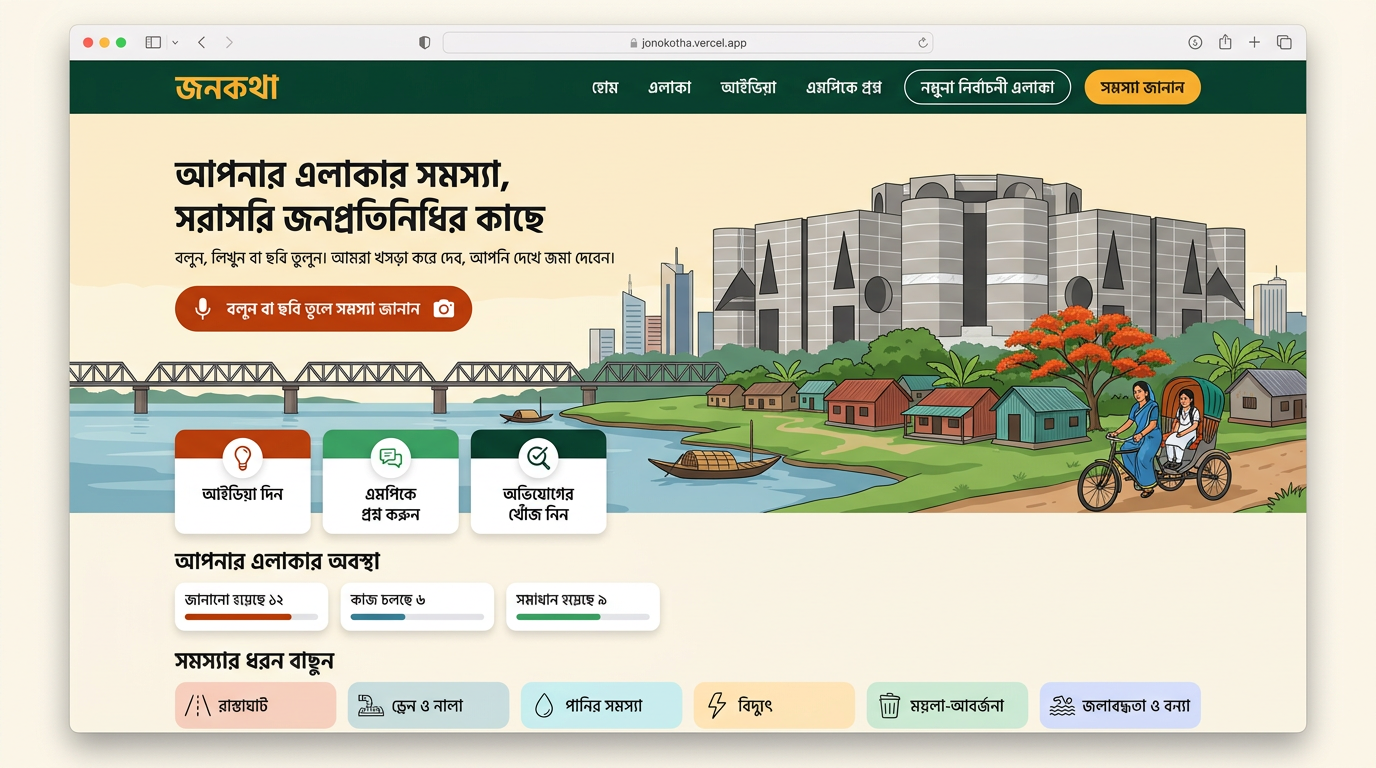 jonokotha.vercel.app
জনকথা
হোম এলাকা আইডিয়া এমপিকে প্রশ্ন নমুনা নির্বাচনী এলাকা সমস্যা জানান
আপনার এলাকার সমস্যা,
সরাসরি জনপ্রতিনিধির কাছে
বলুন, লিখুন বা ছবি তুলুন। আমরা খসড়া করে দেব, আপনি দেখে জমা দেবেন।
বলুন বা ছবি তুলে সমস্যা জানান
আইডিয়া দিন
এমপিকে
প্রশ্ন করুন
অভিযোগের
খোঁজ নিন
আপনার এলাকার অবস্থা
জানানো হয়েছে ১২
কাজ চলছে ৬
সমাধান হয়েছে ৯
সমস্যার ধরন বাছুন
রাস্তাঘাট
ড্রেন ও নালা
পানির সমস্যা
বিদ্যুৎ
ময়লা-আবর্জনা
জলাবদ্ধতা ও বন্যা